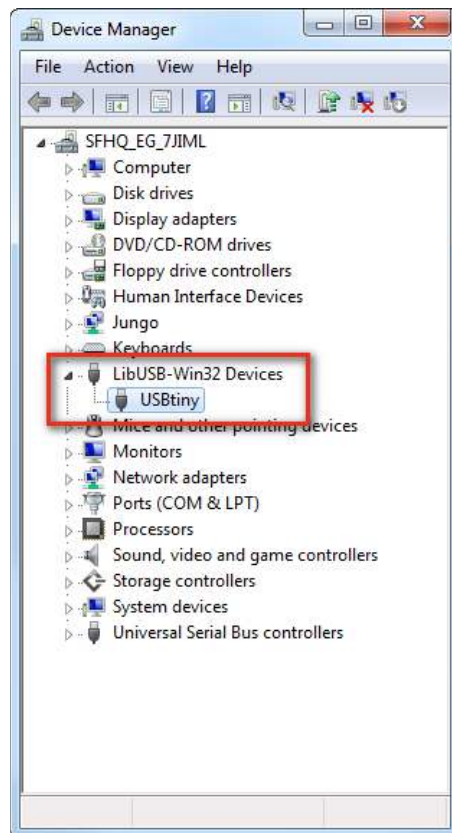 Device Manager
File Action View Help
SFHQ_EG_7JIML
Computer
Disk drives
Display adapters
DVD/CD-ROM drives
Floppy drive controllers
Human Interface Devices
Jungo
Keyboards
LibUSB-Win32 Devices
USBtiny
Mice and other pointing devices
Monitors
Network adapters
Ports (COM & LPT)
Processors
Sound, video and game controllers
Storage controllers
System devices
Universal Serial Bus controllers